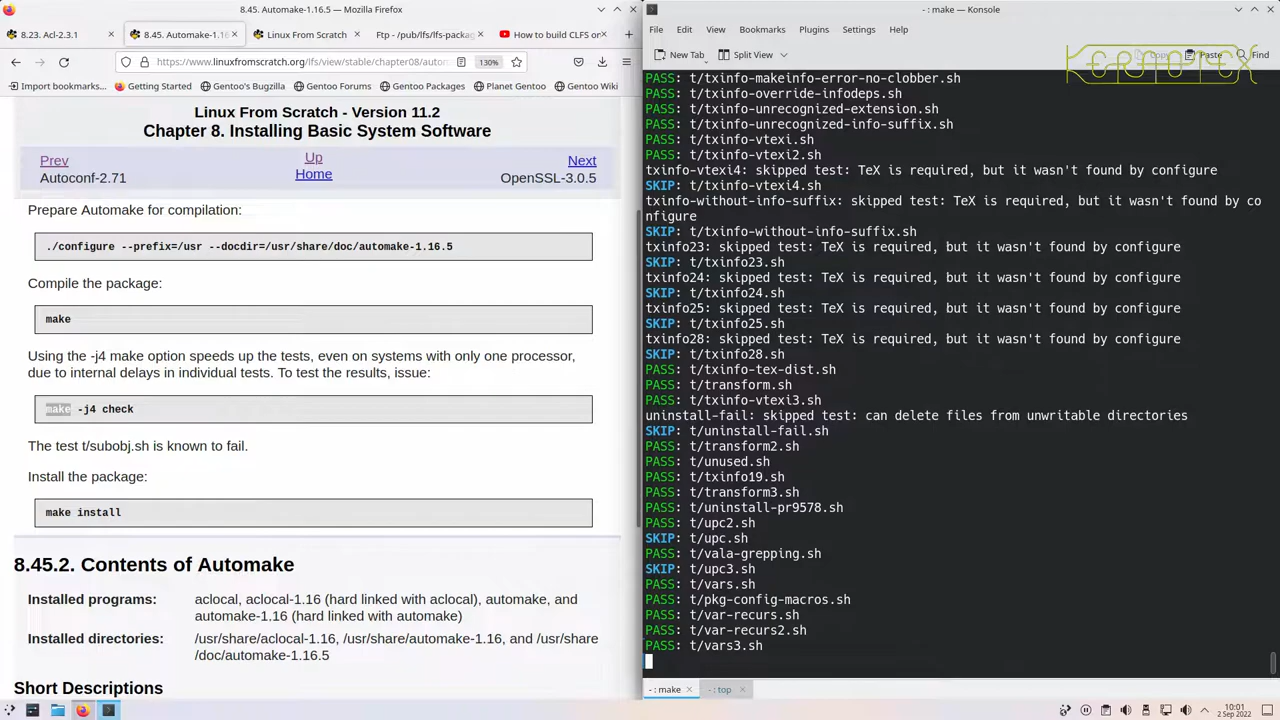 8.45. Automake-1.16.5 — Mozilla Firefox
8.23. Acl-2.3.1
8.45. Automake-1.16
Linux From Scratch
Ftp - /pub/lfs/lfs-packag
How to build CLFS on
https://www.linuxfromscratch.org/lfs/view/stable/chapter08/autom
Import bookmarks...
Getting Started
Gentoo's Bugzilla
Gentoo Forums
Gentoo Packages
Planet Gentoo
Gentoo Wiki
Linux From Scratch - Version 11.2
Chapter 8. Installing Basic System Software
Prev
Up
Next
Autoconf-2.71
Home
OpenSSL-3.0.5
Prepare Automake for compilation:
./configure --prefix=/usr --docdir=/usr/share/doc/automake-1.16.5
Compile the package:
make
Using the -j4 make option speeds up the tests, even on systems with only one processor,
due to internal delays in individual tests. To test the results, issue:
make -j4 check
The test t/subobj.sh is known to fail.
Install the package:
make install
8.45.2. Contents of Automake
Installed programs:
aclocal, aclocal-1.16 (hard linked with aclocal), automake, and
automake-1.16 (hard linked with automake)
Installed directories:
/usr/share/aclocal-1.16, /usr/share/automake-1.16, and /usr/share
/doc/automake-1.16.5
Short Descriptions
- : make — Konsole
File Edit View Bookmarks Plugins Settings Help
New Tab
Split View
Copy
Paste
Find
KERNOTEX
PASS: t/txinfo-makeinfo-error-no-clobber.sh
PASS: t/txinfo-override-infodeps.sh
PASS: t/txinfo-unrecognized-extension.sh
PASS: t/txinfo-unrecognized-info-suffix.sh
PASS: t/txinfo-vtexi.sh
PASS: t/txinfo-vtexi2.sh
txinfo-vtexi4: skipped test: TeX is required, but it wasn't found by configure
SKIP: t/txinfo-vtexi4.sh
txinfo-without-info-suffix: skipped test: TeX is required, but it wasn't found by co
nfigure
SKIP: t/txinfo-without-info-suffix.sh
txinfo23: skipped test: TeX is required, but it wasn't found by configure
SKIP: t/txinfo23.sh
txinfo24: skipped test: TeX is required, but it wasn't found by configure
SKIP: t/txinfo24.sh
txinfo25: skipped test: TeX is required, but it wasn't found by configure
SKIP: t/txinfo25.sh
txinfo28: skipped test: TeX is required, but it wasn't found by configure
SKIP: t/txinfo28.sh
PASS: t/txinfo-tex-dist.sh
PASS: t/transform.sh
PASS: t/txinfo-vtexi3.sh
uninstall-fail: skipped test: can delete files from unwritable directories
SKIP: t/uninstall-fail.sh
PASS: t/transform2.sh
PASS: t/unused.sh
PASS: t/txinfo19.sh
PASS: t/transform3.sh
PASS: t/uninstall-pr9578.sh
PASS: t/upc2.sh
SKIP: t/upc.sh
PASS: t/vala-grepping.sh
SKIP: t/upc3.sh
PASS: t/vars.sh
PASS: t/pkg-config-macros.sh
PASS: t/var-recurs.sh
PASS: t/var-recurs2.sh
PASS: t/vars3.sh
- : make
- : top
10:01
2 Sep 2022